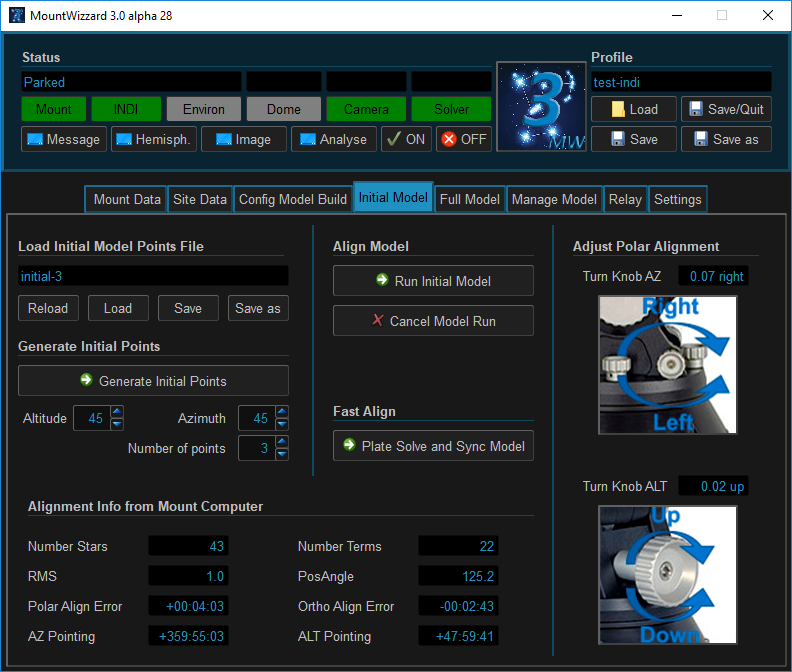 MountWizzard 3.0 alpha 28
Status
Profile
Parked
test-indi
Mount INDI Environ Dome Camera Solver
Load Save/Quit
Message Hemisph. Image Analyse ON OFF
Save Save as
3
MW
Mount Data Site Data Config Model Build Initial Model Full Model Manage Model Relay Settings
Load Initial Model Points File
initial-3
Reload Load Save Save as
Generate Initial Points
Generate Initial Points
Altitude 45 Azimuth 45
Number of points 3
Align Model
Run Initial Model
Cancel Model Run
Fast Align
Plate Solve and Sync Model
Adjust Polar Alignment
Turn Knob AZ 0.07 right
Right
Left
Turn Knob ALT 0.02 up
Up
Down
Alignment Info from Mount Computer
Number Stars 43 Number Terms 22
RMS 1.0 PosAngle 125.2
Polar Align Error +00:04:03 Ortho Align Error -00:02:43
AZ Pointing +359:55:03 ALT Pointing +47:59:41